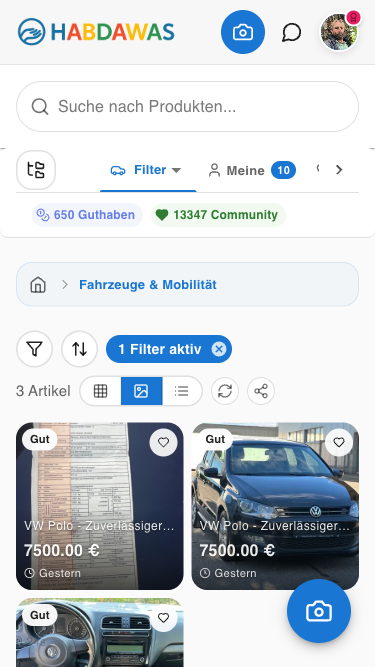 HABDAWAS
8
Suche nach Produkten...
Filter
Meine 10
650 Guthaben
13347 Community
Fahrzeuge & Mobilität
1 Filter aktiv
3 Artikel
Gut
VW Polo - Zuverlässiger...
7500.00 €
Gestern
Gut
VW Polo - Zuverlässiger...
7500.00 €
Gestern
Gut